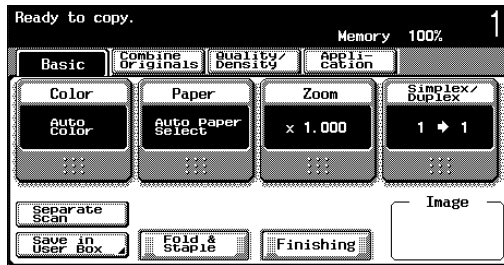 Ready to copy.
Memory 100% 1
Basic
Combine
Originals
Quality/
Density
Appli-
cation
Color
Auto
Color
Paper
Auto Paper
Select
Zoom
x 1.000
Simplex/
Duplex
1 ➔ 1
Separate
Scan
Save in
User Box
Fold &
Staple
Finishing
Image